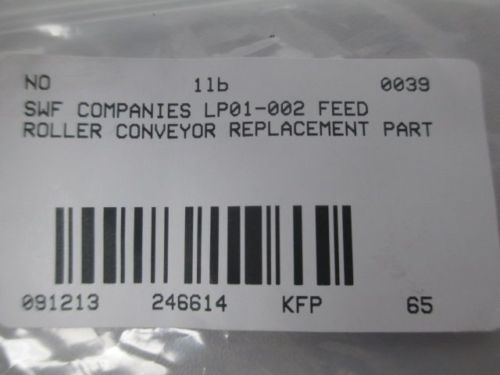 NO 1lb 0039
SWF COMPANIES LP01-002 FEED
ROLLER CONVEYOR REPLACEMENT PART
091213 246614 KFP 65